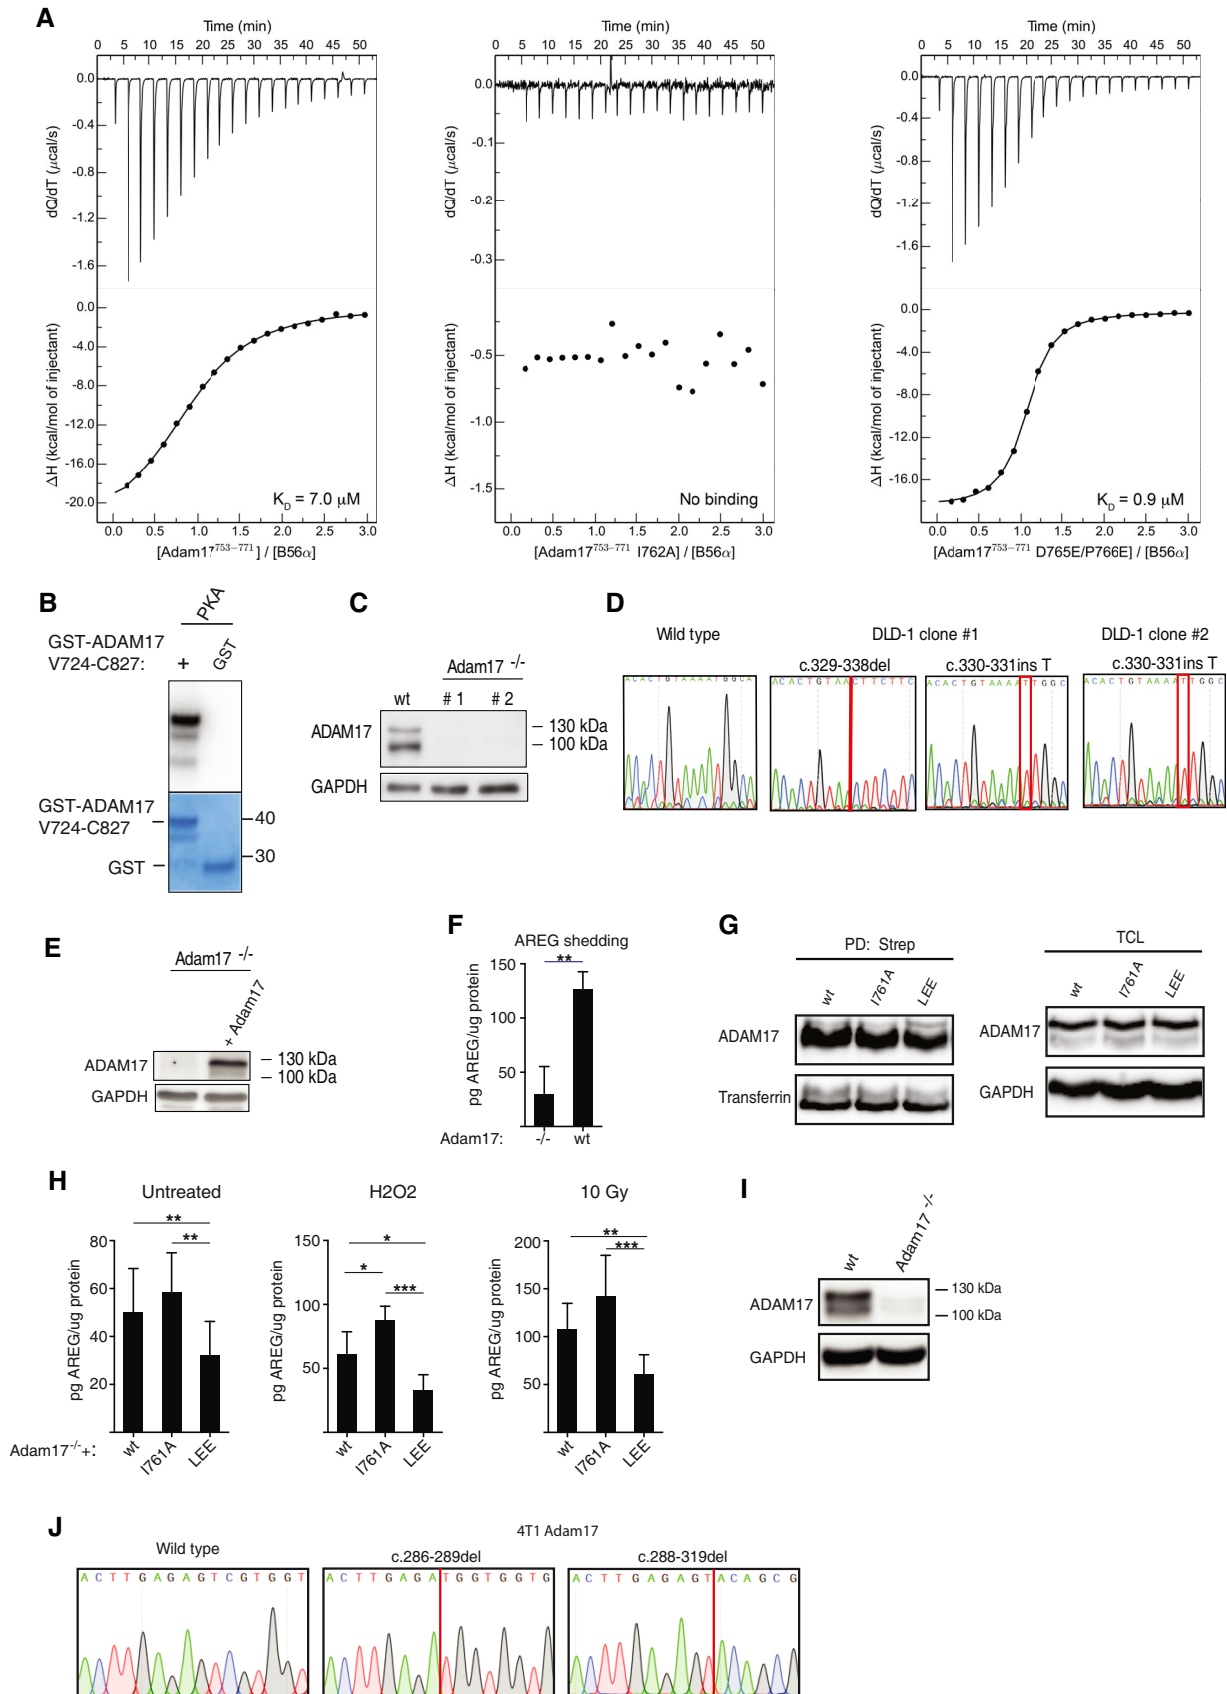 A
Time (min)
0 5 10 15 20 25 30 35 40 45 50
0.0
-0.4
-0.8
-1.2
-1.6
dQ/dT (μcal/s)
0.0
-4.0
-8.0
-12.0
-16.0
-20.0
ΔH (kcal/mol of injectant)
K_D = 7.0 μM
0.0 0.5 1.0 1.5 2.0 2.5 3.0
[Adam17^753–771] / [B56α]
Time (min)
0 5 10 15 20 25 30 35 40 45 50
0.0
-0.1
-0.2
-0.3
dQ/dT (μcal/s)
-0.5
-1.0
-1.5
ΔH (kcal/mol of injectant)
No binding
0.0 0.5 1.0 1.5 2.0 2.5 3.0
[Adam17^753–771 I762A] / [B56α]
Time (min)
0 5 10 15 20 25 30 35 40 45 50
0.0
-0.4
-0.8
-1.2
-1.6
dQ/dT (μcal/s)
0.0
-4.0
-8.0
-12.0
-16.0
ΔH (kcal/mol of injectant)
K_D = 0.9 μM
0.0 0.5 1.0 1.5 2.0 2.5 3.0
[Adam17^753–771 D765E/P766E] / [B56α]
B
PKA
GST-ADAM17
V724-C827: + GST
GST-ADAM17
V724-C827
40
30
GST
C
Adam17 -/-
wt # 1 # 2
ADAM17
130 kDa
100 kDa
GAPDH
D
Wild type
DLD-1 clone #1
DLD-1 clone #2
c.329-338del
c.330-331ins T
c.330-331ins T
ACACTGTAAAATGGCA
ACACTGTAACTTCTTC
ACACTGTAAAATTGGC
ACACTGTAAAATTGGC
E
Adam17 -/-
+ Adam17
ADAM17
130 kDa
100 kDa
GAPDH
F
AREG shedding
**
150
100
50
pg AREG/ug protein
Adam17: -/- wt
G
PD: Strep
wt I761A LEE
ADAM17
Transferrin
TCL
wt I761A LEE
ADAM17
GAPDH
H
Untreated
**
**
80
60
40
20
pg AREG/ug protein
Adam17-/-+: wt I761A LEE
H2O2
*
*
***
150
100
50
pg AREG/ug protein
wt I761A LEE
10 Gy
**
***
200
150
100
50
pg AREG/ug protein
wt I761A LEE
I
wt Adam17 -/-
ADAM17
130 kDa
100 kDa
GAPDH
J
4T1 Adam17
Wild type
c.286-289del
c.288-319del
ACTTGAGAGTCGTGGT
ACTTGAGATGGTGGTG
ACTTGAGAGTACAGCG